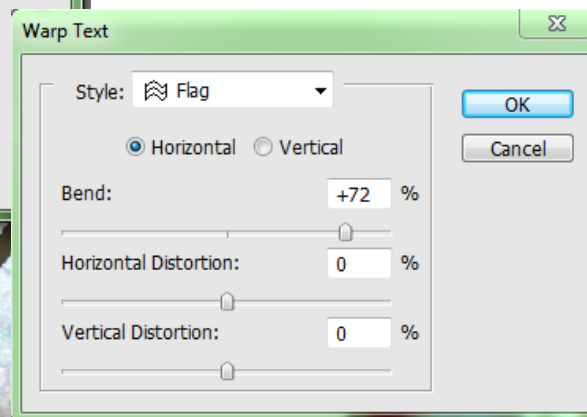 Warp Text
Style: Flag
OK
Horizontal Vertical
Cancel
Bend: +72 %
Horizontal Distortion: 0 %
Vertical Distortion: 0 %